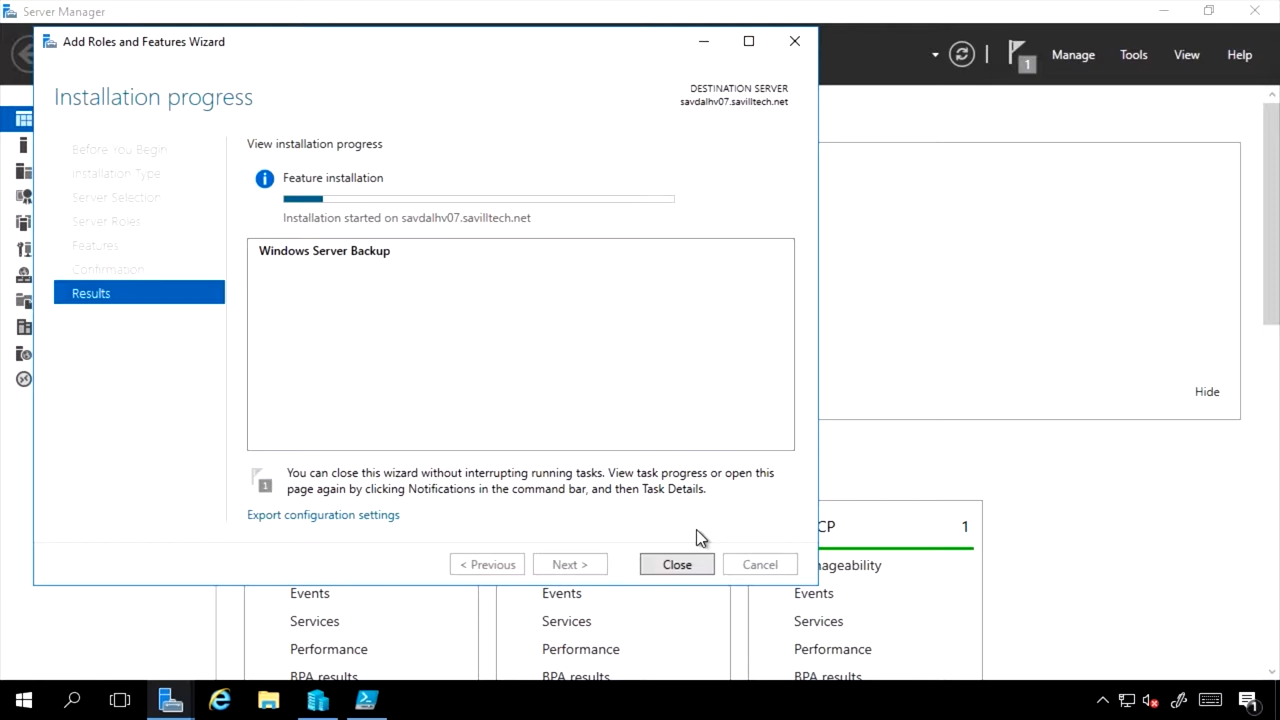 Server Manager
Add Roles and Features Wizard
1
Manage
Tools
View
Help
Installation progress
DESTINATION SERVER
savdalhv07.savilltech.net
Before You Begin
Installation Type
Server Selection
Server Roles
Features
Confirmation
Results
View installation progress
Feature installation
Installation started on savdalhv07.savilltech.net
Windows Server Backup
Hide
1
You can close this wizard without interrupting running tasks. View task progress or open this
page again by clicking Notifications in the command bar, and then Task Details.
Export configuration settings
< Previous
Next >
Close
Cancel
CP
1
ageability
Events
Services
Performance
BPA results
Events
Services
Performance
BPA results
Events
Services
Performance
BPA results
1